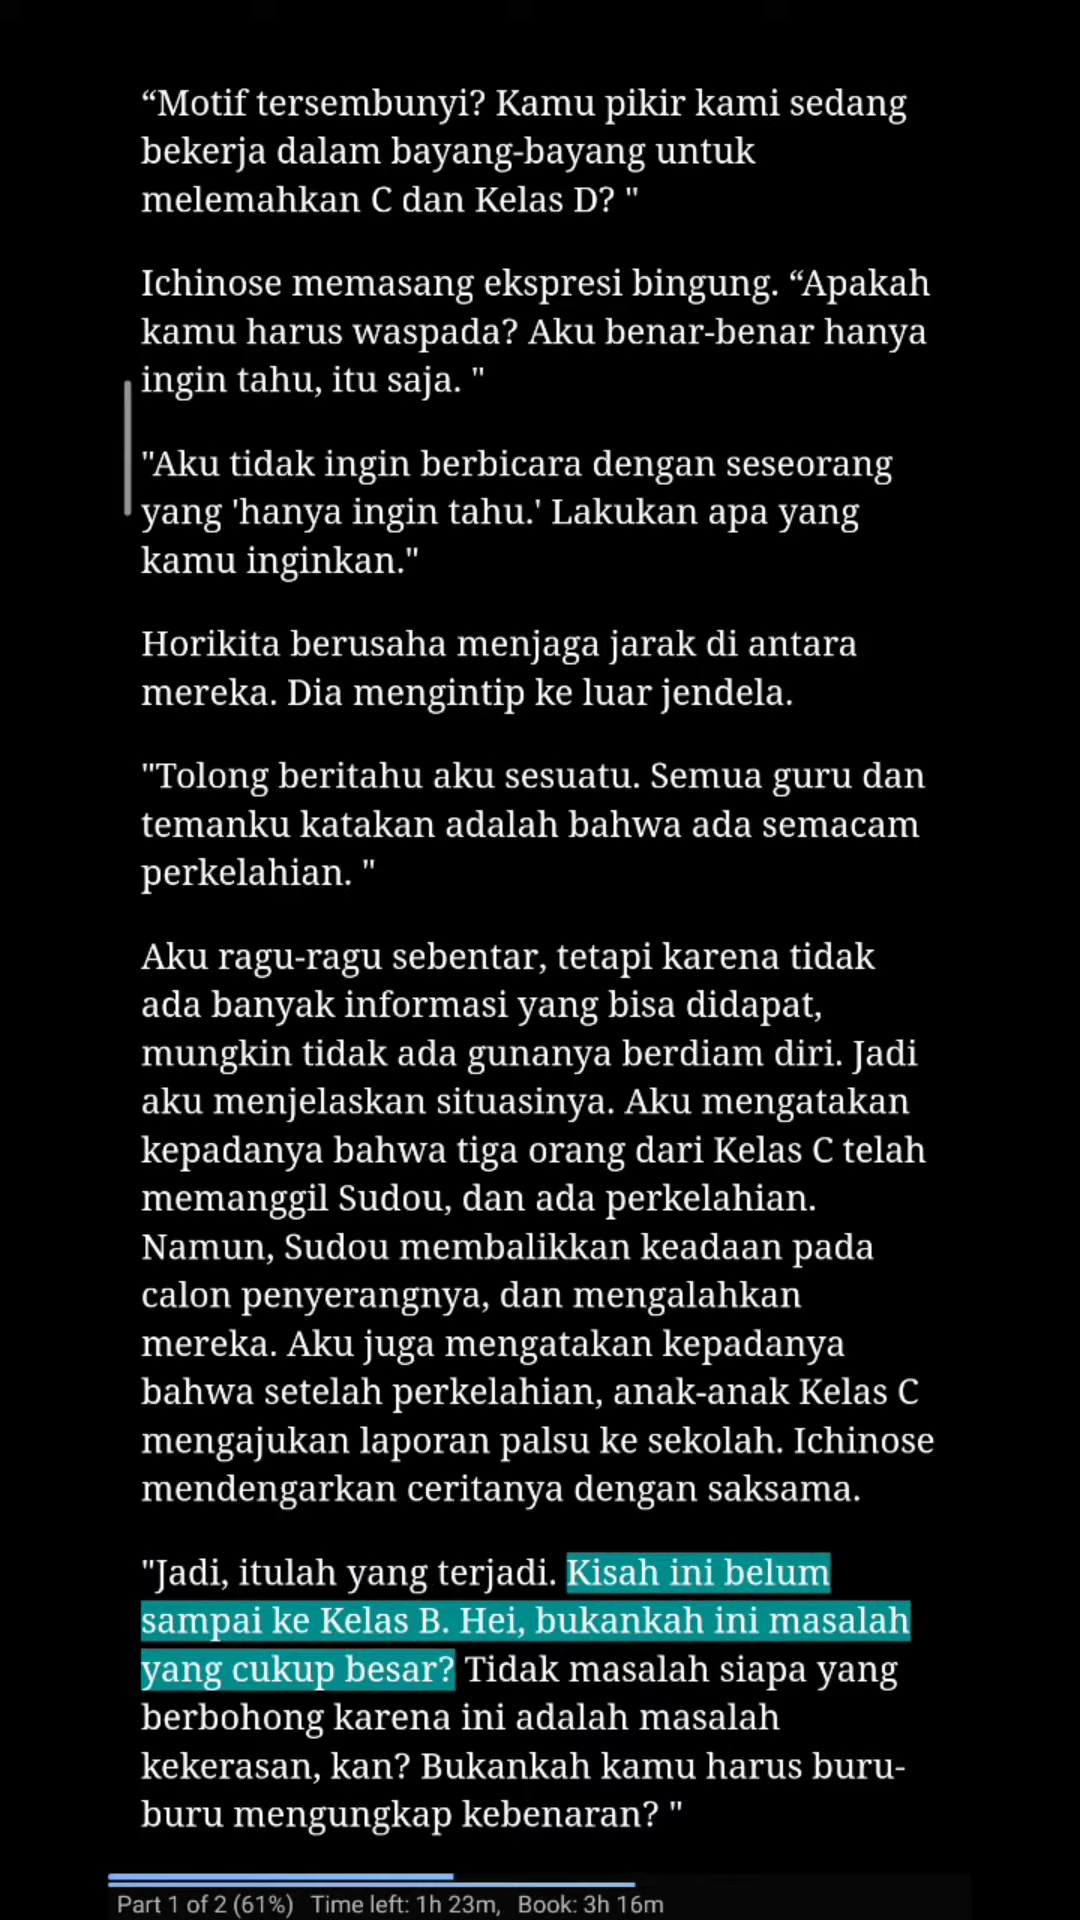 “Motif tersembunyi? Kamu pikir kami sedang
bekerja dalam bayang-bayang untuk
melemahkan C dan Kelas D? "
Ichinose memasang ekspresi bingung. “Apakah
kamu harus waspada? Aku benar-benar hanya
ingin tahu, itu saja. "
"Aku tidak ingin berbicara dengan seseorang
yang 'hanya ingin tahu.' Lakukan apa yang
kamu inginkan."
Horikita berusaha menjaga jarak di antara
mereka. Dia mengintip ke luar jendela.
"Tolong beritahu aku sesuatu. Semua guru dan
temanku katakan adalah bahwa ada semacam
perkelahian. "
Aku ragu-ragu sebentar, tetapi karena tidak
ada banyak informasi yang bisa didapat,
mungkin tidak ada gunanya berdiam diri. Jadi
aku menjelaskan situasinya. Aku mengatakan
kepadanya bahwa tiga orang dari Kelas C telah
memanggil Sudou, dan ada perkelahian.
Namun, Sudou membalikkan keadaan pada
calon penyerangnya, dan mengalahkan
mereka. Aku juga mengatakan kepadanya
bahwa setelah perkelahian, anak-anak Kelas C
mengajukan laporan palsu ke sekolah. Ichinose
mendengarkan ceritanya dengan saksama.
"Jadi, itulah yang terjadi. Kisah ini belum
sampai ke Kelas B. Hei, bukankah ini masalah
yang cukup besar? Tidak masalah siapa yang
berbohong karena ini adalah masalah
kekerasan, kan? Bukankah kamu harus buru-
buru mengungkap kebenaran? "
Part 1 of 2 (61%) Time left: 1h 23m, Book: 3h 16m